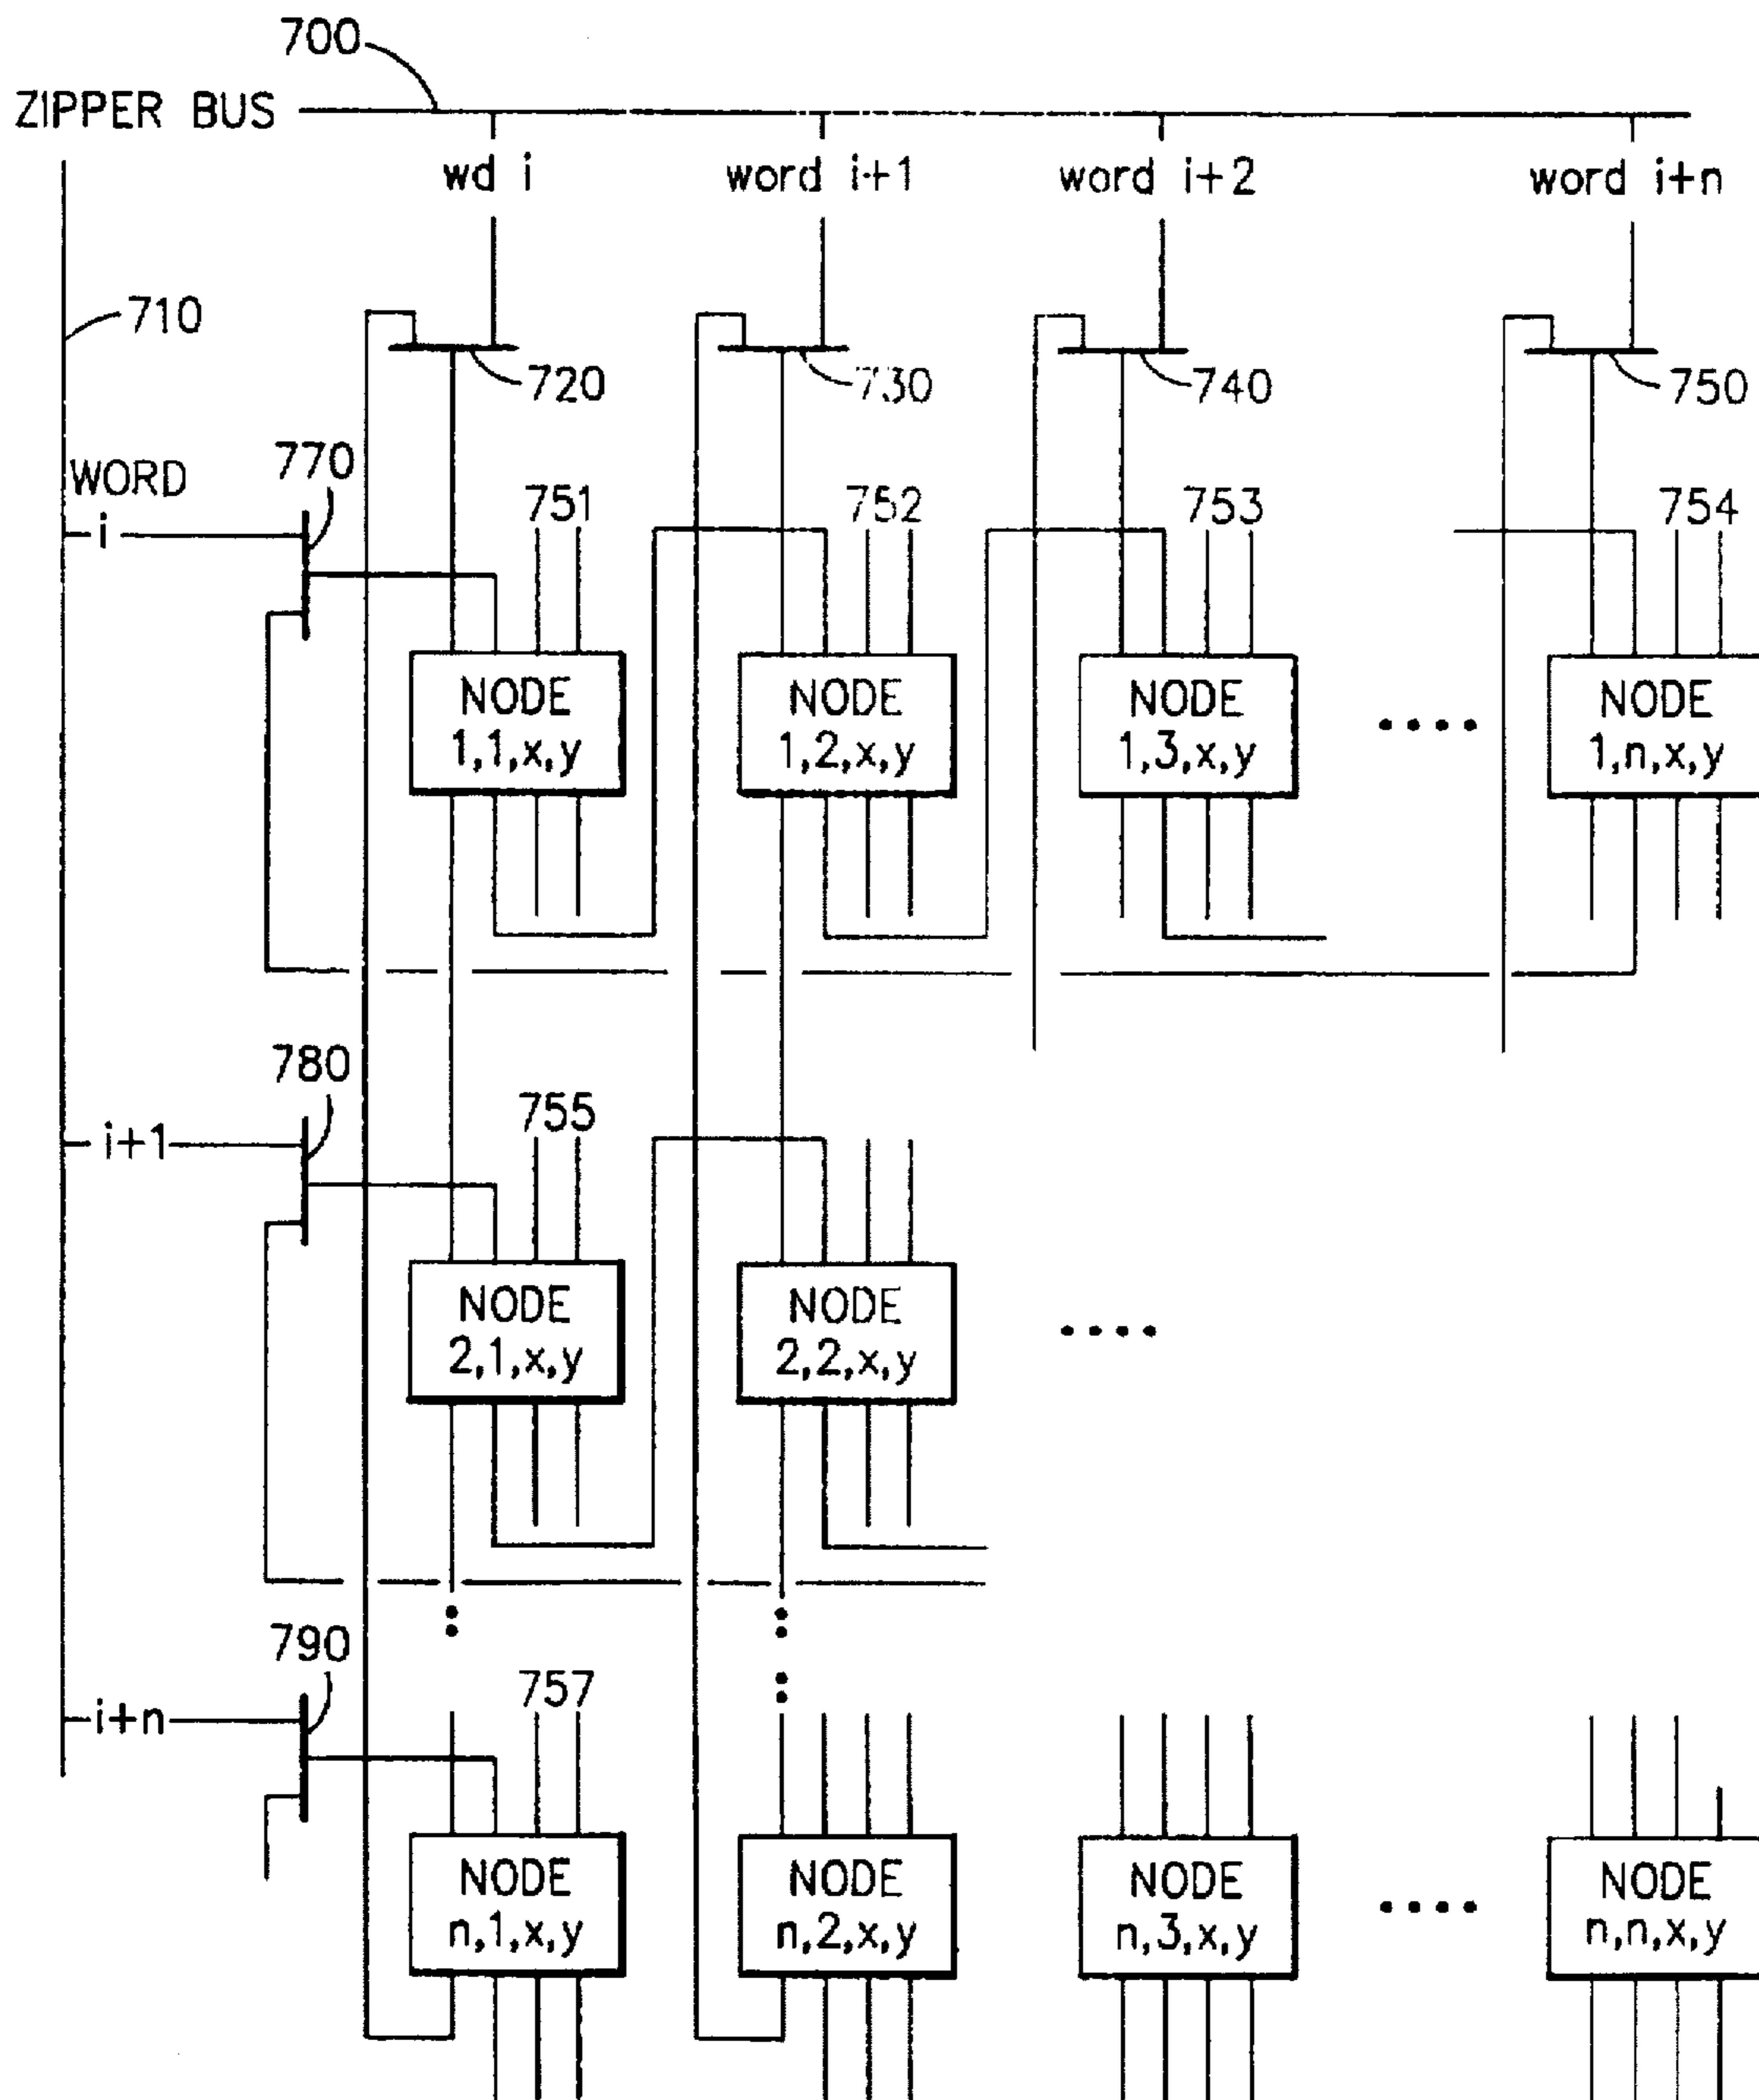 700
ZIPPER BUS
wd i
word i+1
word i+2
word i+n
710
720
730
740
750
WORD
770
751
752
753
754
i
NODE
1,1,x,y
NODE
1,2,x,y
NODE
1,3,x,y
....
NODE
1,n,x,y
780
755
i+1
NODE
2,1,x,y
NODE
2,2,x,y
....
790
757
i+n
NODE
n,1,x,y
NODE
n,2,x,y
NODE
n,3,x,y
....
NODE
n,n,x,y